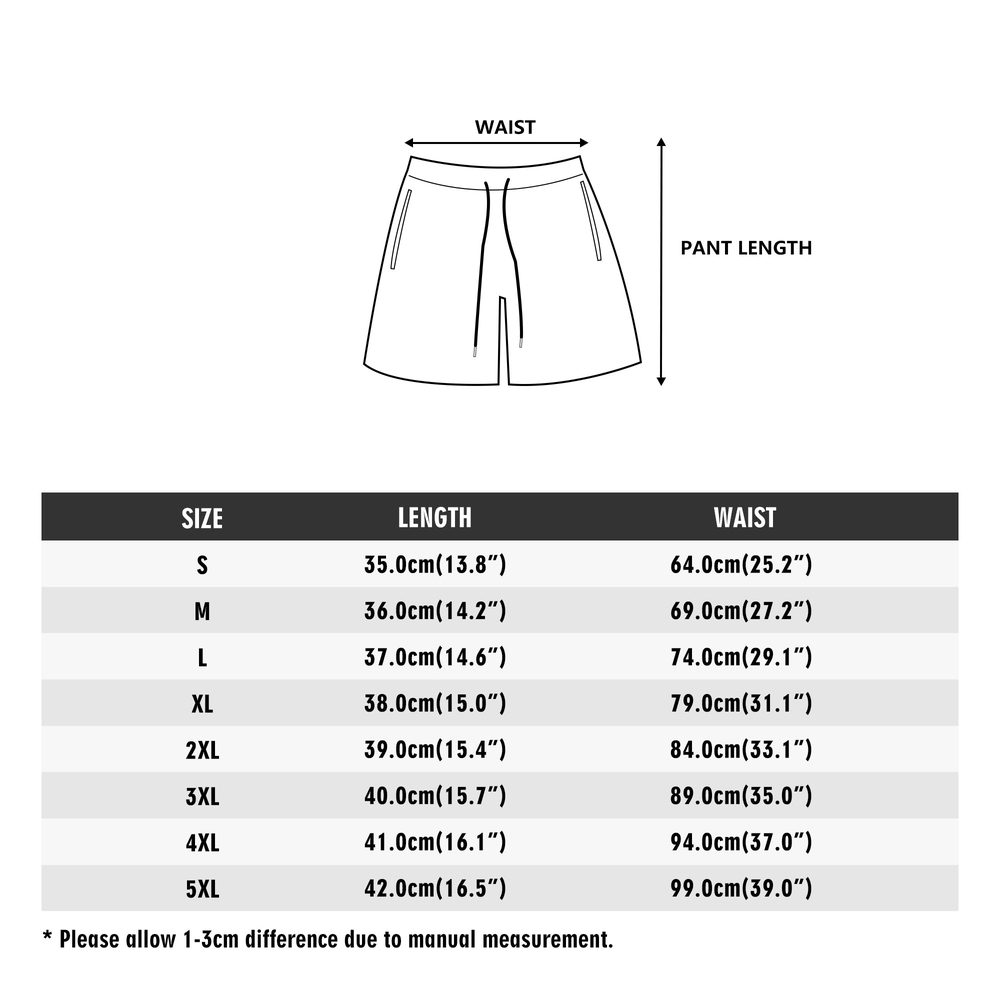 WAIST
PANT LENGTH
SIZE LENGTH WAIST
S 35.0cm(13.8″) 64.0cm(25.2″)
M 36.0cm(14.2″) 69.0cm(27.2″)
L 37.0cm(14.6″) 74.0cm(29.1″)
XL 38.0cm(15.0″) 79.0cm(31.1″)
2XL 39.0cm(15.4″) 84.0cm(33.1″)
3XL 40.0cm(15.7″) 89.0cm(35.0″)
4XL 41.0cm(16.1″) 94.0cm(37.0″)
5XL 42.0cm(16.5″) 99.0cm(39.0″)
* Please allow 1-3cm difference due to manual measurement.